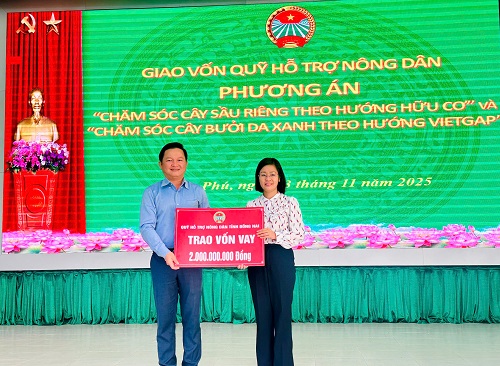 GIAO VỐN QUỸ HỖ TRỢ NÔNG DÂN
PHƯƠNG ÁN
"CHĂM SÓC CÂY SẦU RIÊNG THEO HƯỚNG HỮU CƠ" VÀ
"CHĂM SÓC CÂY BƯỞI DA XANH THEO HƯỚNG VIETGAP"
Phú, 11 năm 2025
QUỸ HỖ TRỢ NÔNG DÂN TỈNH ĐỒNG NAI
TRAO VỐN VAY
2.000.000.000 Đồng